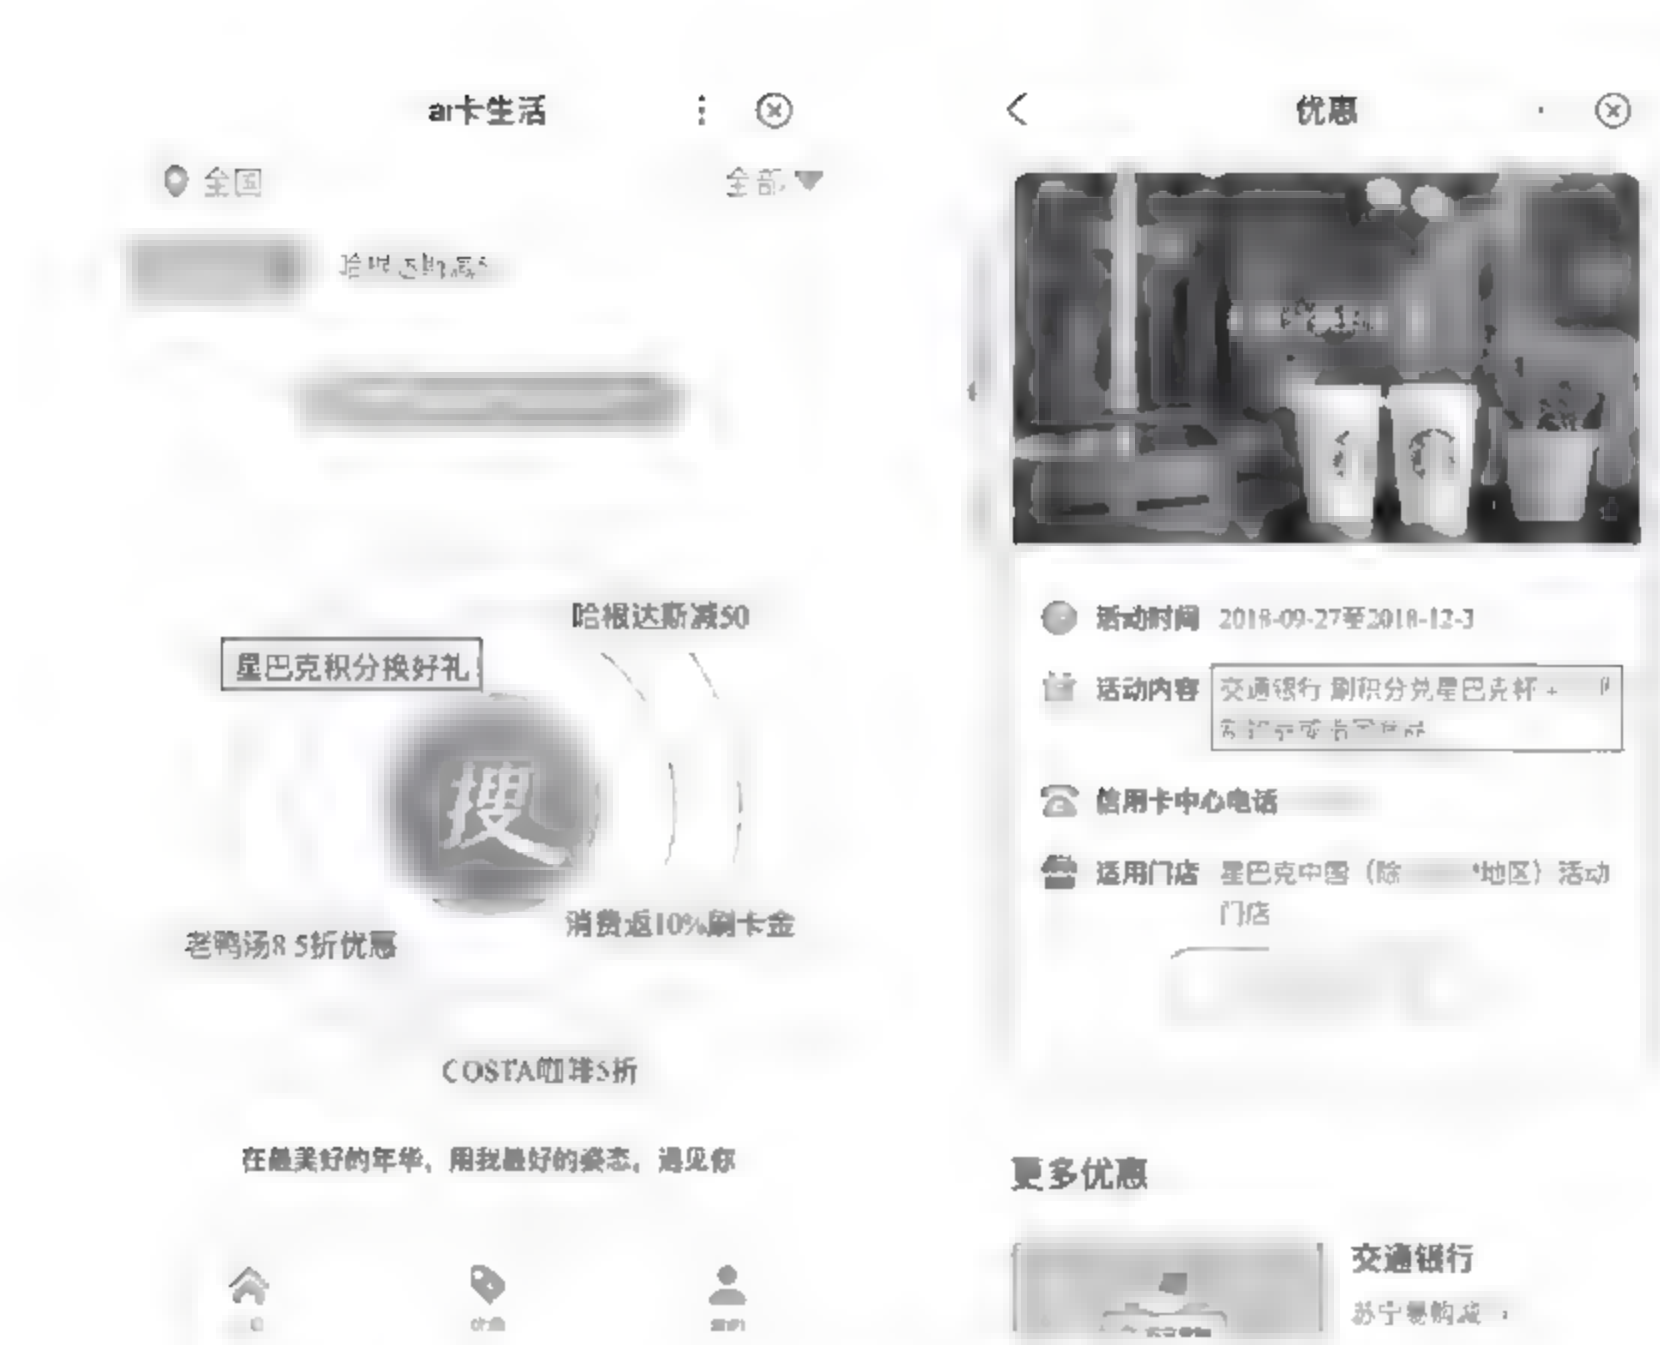 ai卡生活
全国
全部
哈根达斯减50
星巴克积分换好礼
搜
消费返10%刷卡金
老鸭汤8.5折优惠
COSTA咖啡5折
在最美好的年华，用我最好的姿态，遇见你
优惠
活动时间 2018-09-27至2018-12-3
活动内容 交通银行 刷积分兑星巴克杯+
信用卡中心电话
适用门店 星巴克中国（除 地区）活动
门店
更多优惠
交通银行
苏宁易购减